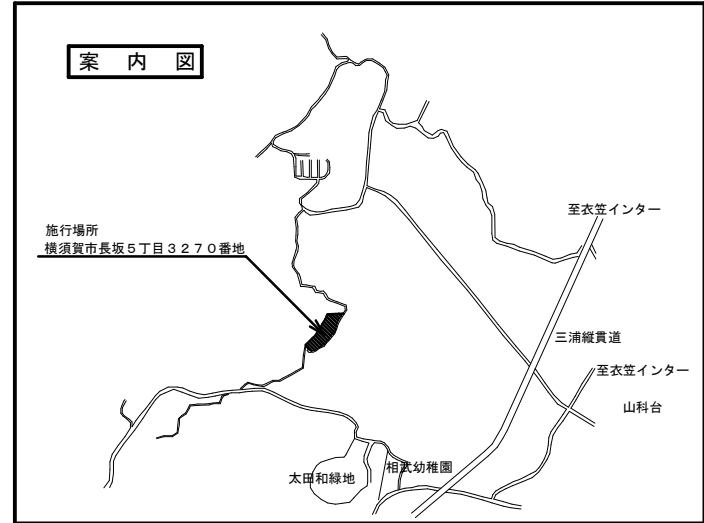 案内図
至衣笠インター
施行場所
横須賀市長坂５丁目３２７０番地
三浦縦貫道
至衣笠インター
山科台
相武幼稚園
太田和緑地